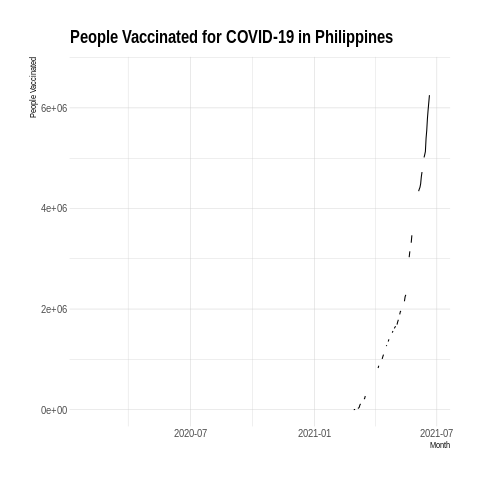 People Vaccinated for COVID-19 in Philippines
People Vaccinated
6e+06
4e+06
2e+06
0e+00
2020-07
2021-01
2021-07
Month